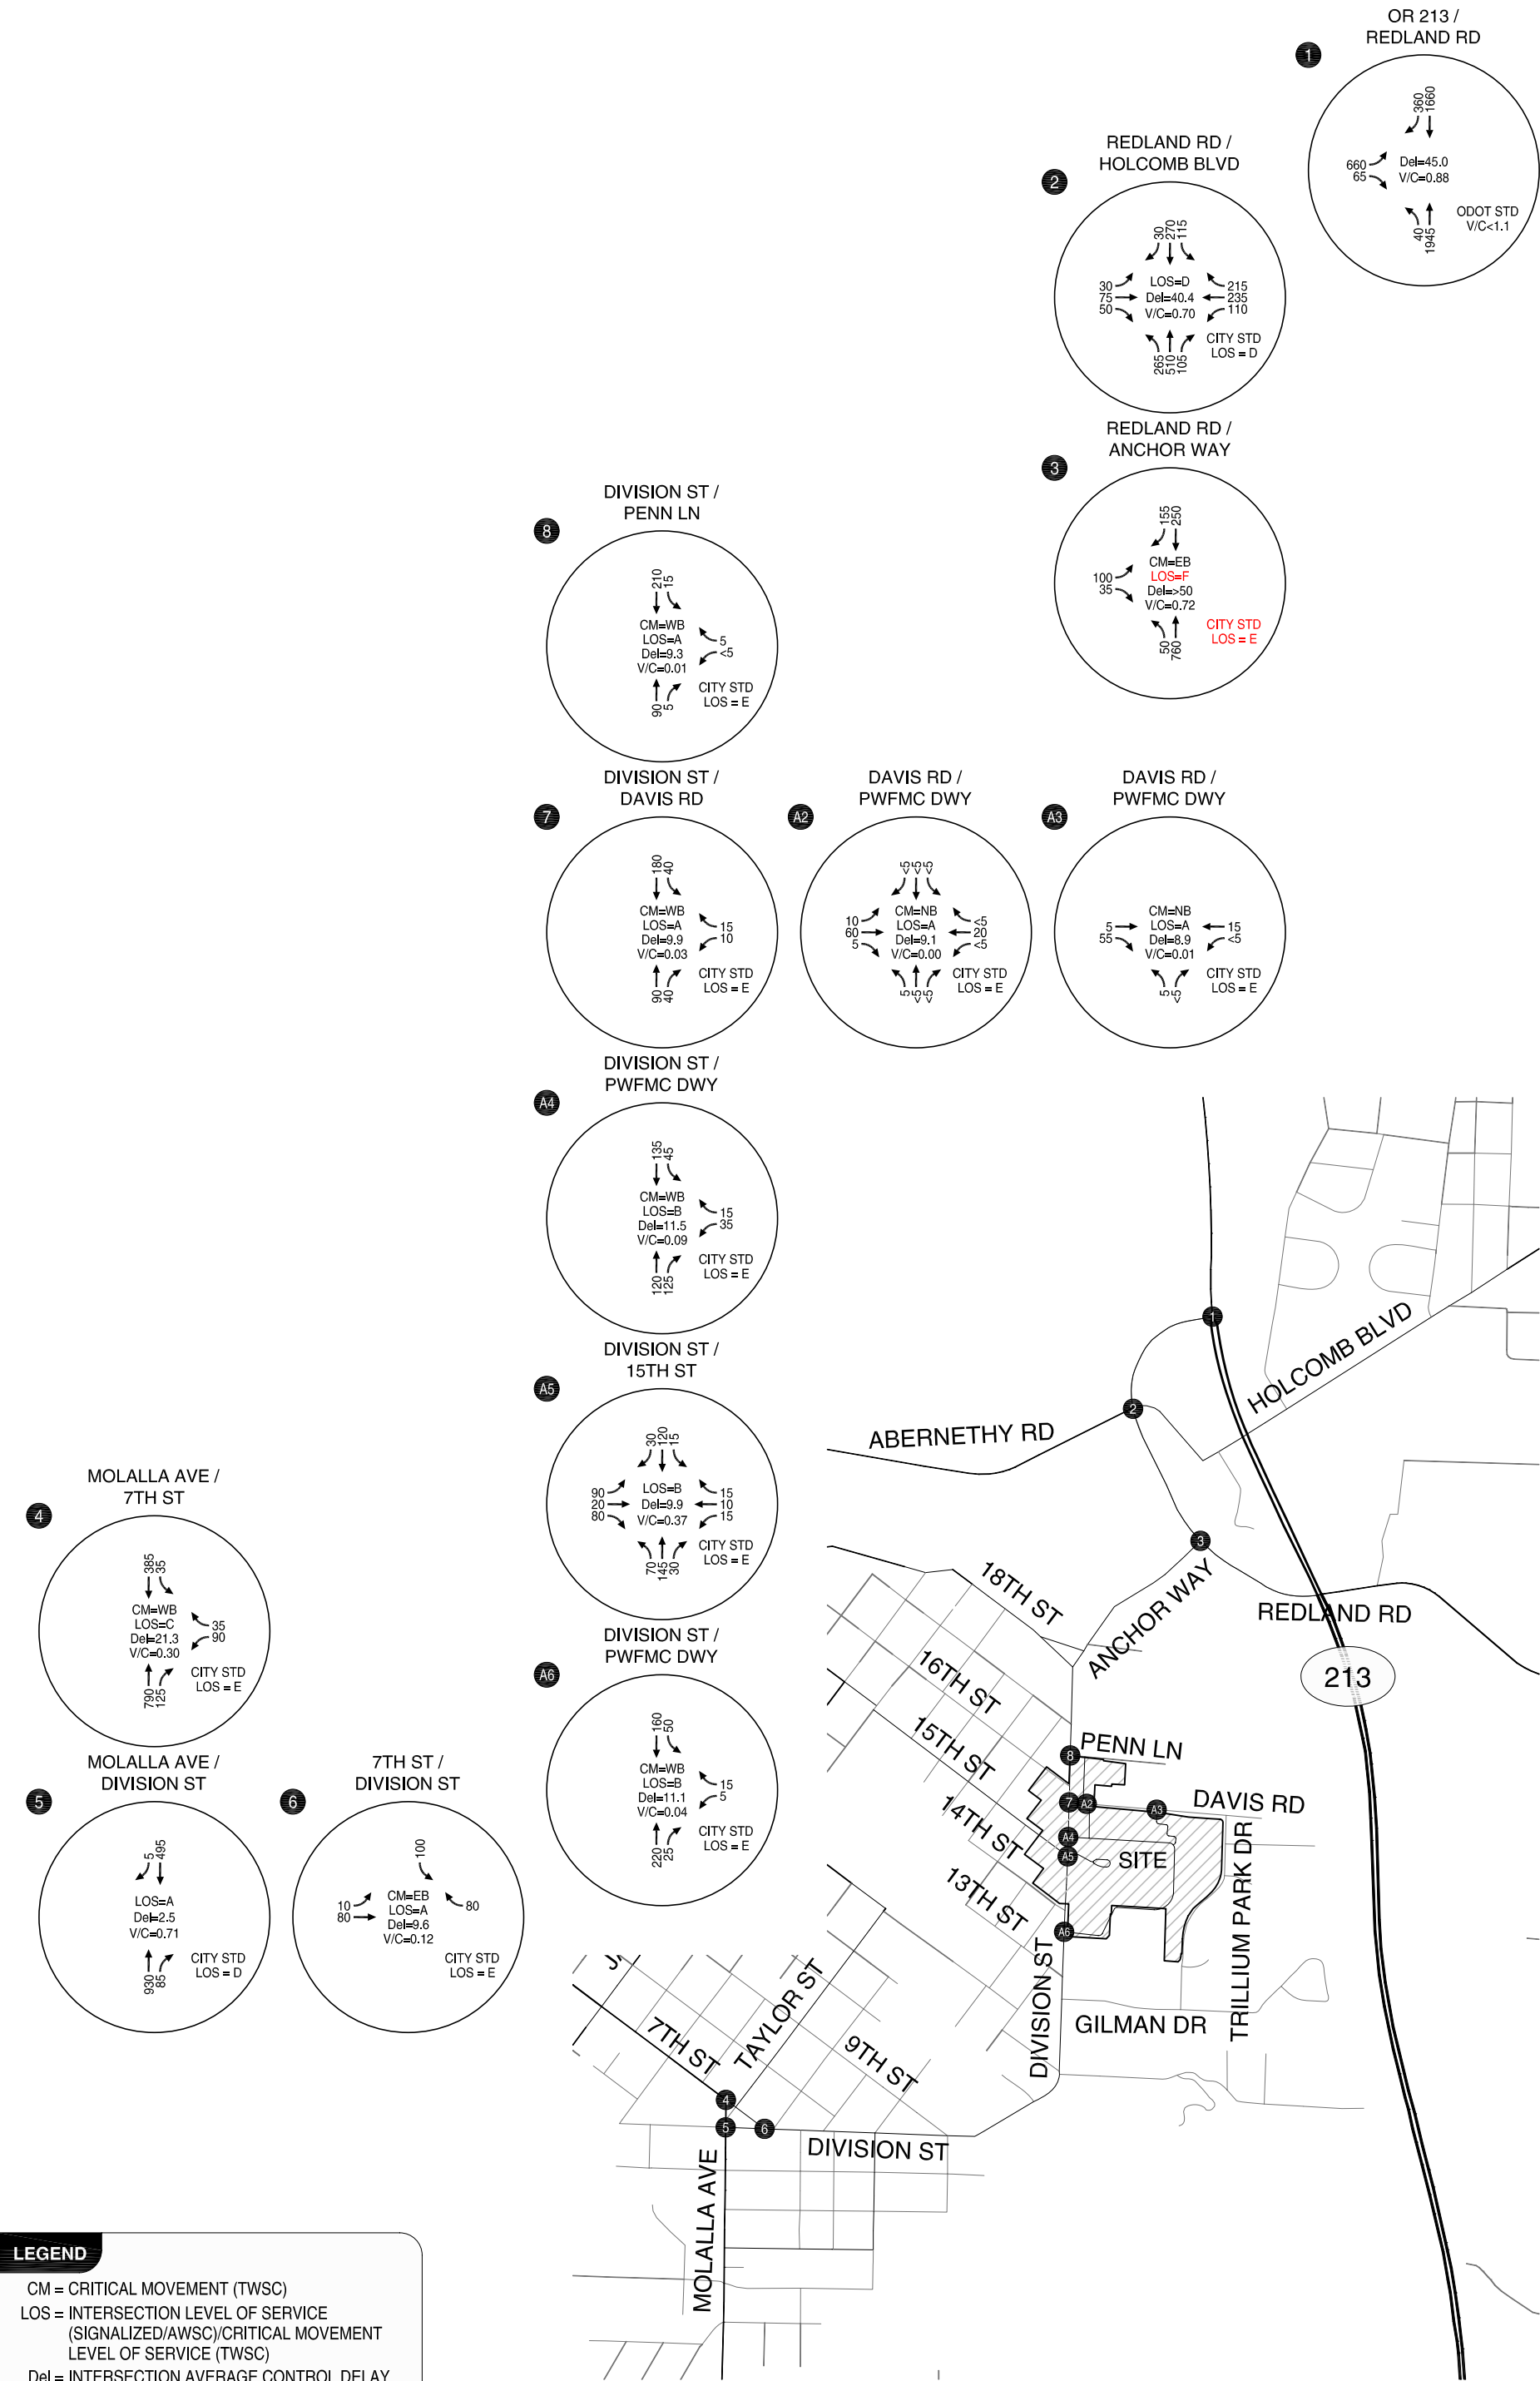 OR 213 /
REDLAND RD
1
360
1660
660
65
Del=45.0
V/C=0.88
40
1945
ODOT STD
V/C<1.1
REDLAND RD /
HOLCOMB BLVD
2
30
270
115
30
75
50
LOS=D
Del=40.4
V/C=0.70
215
235
110
265
510
105
CITY STD
LOS = D
REDLAND RD /
ANCHOR WAY
3
155
250
100
35
CM=EB
LOS=F
Del=>50
V/C=0.72
50
760
CITY STD
LOS = E
DIVISION ST /
PENN LN
8
210
15
CM=WB
LOS=A
Del=9.3
V/C=0.01
5
<5
90
5
CITY STD
LOS = E
DIVISION ST /
DAVIS RD
7
180
40
CM=WB
LOS=A
Del=9.9
V/C=0.03
15
10
90
40
CITY STD
LOS = E
DAVIS RD /
PWFMC DWY
A2
<5
<5
<5
10
60
5
CM=NB
LOS=A
Del=9.1
V/C=0.00
<5
20
<5
5
<5
<5
CITY STD
LOS = E
DAVIS RD /
PWFMC DWY
A3
5
55
CM=NB
LOS=A
Del=8.9
V/C=0.01
15
<5
5
<5
CITY STD
LOS = E
DIVISION ST /
PWFMC DWY
A4
135
45
CM=WB
LOS=B
Del=11.5
V/C=0.09
15
35
120
125
CITY STD
LOS = E
DIVISION ST /
15TH ST
A5
30
120
15
90
20
80
LOS=B
Del=9.9
V/C=0.37
15
10
15
70
145
30
CITY STD
LOS = E
DIVISION ST /
PWFMC DWY
A6
160
50
CM=WB
LOS=B
Del=11.1
V/C=0.04
15
5
220
25
CITY STD
LOS = E
MOLALLA AVE /
7TH ST
4
385
35
CM=WB
LOS=C
Del=21.3
V/C=0.30
35
90
790
125
CITY STD
LOS = E
MOLALLA AVE /
DIVISION ST
5
5
495
LOS=A
Del=2.5
V/C=0.71
930
85
CITY STD
LOS = D
7TH ST /
DIVISION ST
6
100
10
80
CM=EB
LOS=A
Del=9.6
V/C=0.12
80
CITY STD
LOS = E
1
HOLCOMB BLVD
2
ABERNETHY RD
3
18TH ST
ANCHOR WAY
REDLAND RD
213
16TH ST
15TH ST
8
PENN LN
7
A2
A3
DAVIS RD
14TH ST
A4
A5
SITE
13TH ST
A6
TRILLIUM PARK DR
DIVISION ST
GILMAN DR
7TH ST
TAYLOR ST
9TH ST
4
5
6
DIVISION ST
MOLALLA AVE
LEGEND
CM = CRITICAL MOVEMENT (TWSC)
LOS = INTERSECTION LEVEL OF SERVICE
(SIGNALIZED/AWSC)/CRITICAL MOVEMENT
LEVEL OF SERVICE (TWSC)
Del = INTERSECTION AVERAGE CONTROL DELAY